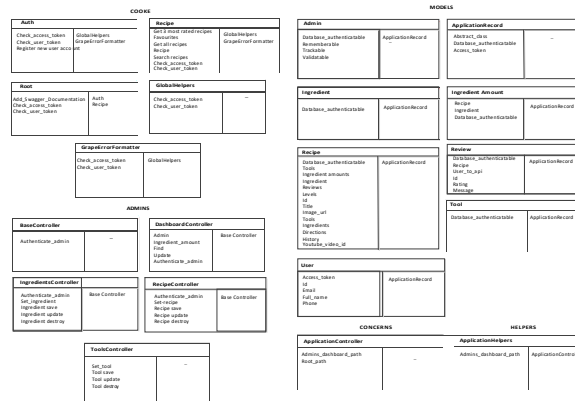 COOKE
Auth
Check_access_token
Check_user_token
Register new user account
GlobalHelpers
GrapeErrorFormatter
Recipe
Get 3 most rated recipes
Favourites
Get all recipes
Recipe
Search recipes
Check_access_token
Check_user_token
GlobalHelpers
GrapeErrorFormatter
Root
Add_Swagger_Documentation
Check_access_token
Check_user_token
Auth
Recipe
GlobalHelpers
Check_access_token
Check_user_token
--
GrapeErrorFormatter
Check_access_token
Check_user_token
GlobalHelpers
ADMINS
BaseController
Authenticate_admin
--
DashboardController
Admin
Ingredient_amount
Find
Update
Authenticate_admin
Base Controller
IngredientsController
Authenticate_admin
Set_ingredient
Ingredient save
Ingredient update
Ingredient destroy
Base Controller
RecipeController
Authenticate_admin
Set-recipe
Recipe save
Recipe update
Recipe destroy
Base Controller
ToolsController
Set_tool
Tool save
Tool update
Tool destroy
--
MODELS
Admin
Database_authenticatable
Rememberable
Trackable
Validatable
ApplicationRecord
--
ApplicationRecord
Abstract_class
Database_authenticatable
Access_token
--
Ingredient
Database_authenticatable
ApplicationRecord
Ingredient Amount
Recipe
Ingredient
Database_authenticatable
ApplicationRecord
Recipe
Database_authenticatable
Tools
Ingredient amounts
Ingredient
Reviews
Levels
Id
Title
Image_url
Tools
Ingredients
Directions
History
Youtube_video_id
ApplicationRecord
Review
Database_authenticatable
Recipe
User_to_api
Id
Rating
Message
ApplicationRecord
Tool
Database_authenticatable
ApplicationRecord
User
Access_token
Id
Email
Full_name
Phone
ApplicationRecord
CONCERNS
ApplicationController
Admins_dashboard_path
Root_path
--
HELPERS
ApplicationHelpers
Admins_dashboard_path
ApplicationContro